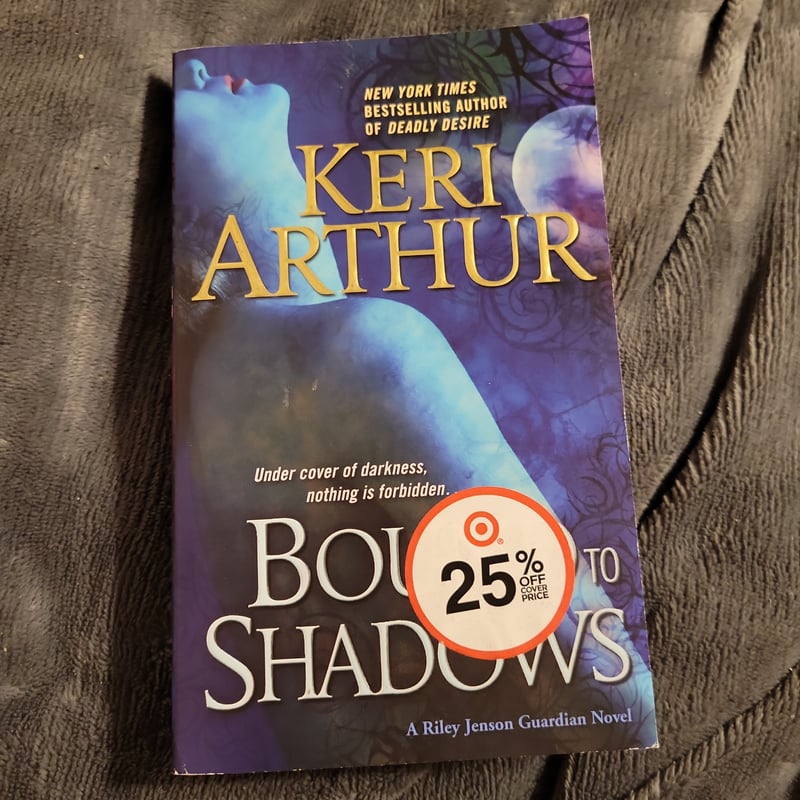 NEW YORK TIMES
BESTSELLING AUTHOR
OF DEADLY DESIRE
KERI
ARTHUR
Under cover of darkness,
nothing is forbidden..
BOU TO
25% OFF
COVER
PRICE
®
SHADOWS
A Riley Jenson Guardian Novel